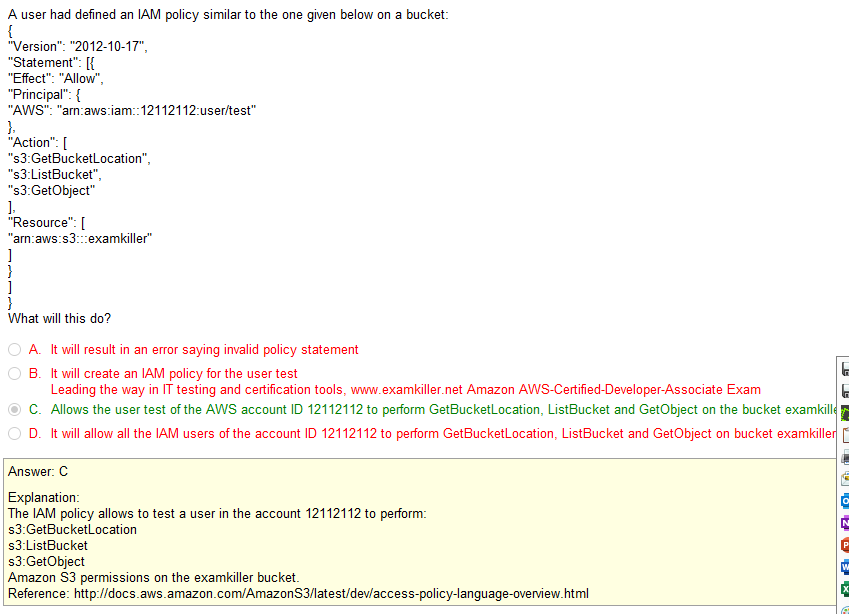 A user had defined an IAM policy similar to the one given below on a bucket:
{
"Version": "2012-10-17",
"Statement": [{
"Effect": "Allow",
"Principal": {
"AWS": "arn:aws:iam::12112112:user/test"
},
"Action": [
"s3:GetBucketLocation",
"s3:ListBucket",
"s3:GetObject"
],
"Resource": [
"arn:aws:s3:::examkiller"
]
}
]
}
What will this do?
A. It will result in an error saying invalid policy statement
B. It will create an IAM policy for the user test
Leading the way in IT testing and certification tools, www.examkiller.net Amazon AWS-Certified-Developer-Associate Exam
C. Allows the user test of the AWS account ID 12112112 to perform GetBucketLocation, ListBucket and GetObject on the bucket examkille
D. It will allow all the IAM users of the account ID 12112112 to perform GetBucketLocation, ListBucket and GetObject on bucket examkiller
Answer: C
Explanation:
The IAM policy allows to test a user in the account 12112112 to perform:
s3:GetBucketLocation
s3:ListBucket
s3:GetObject
Amazon S3 permissions on the examkiller bucket.
Reference: http://docs.aws.amazon.com/AmazonS3/latest/dev/access-policy-language-overview.html